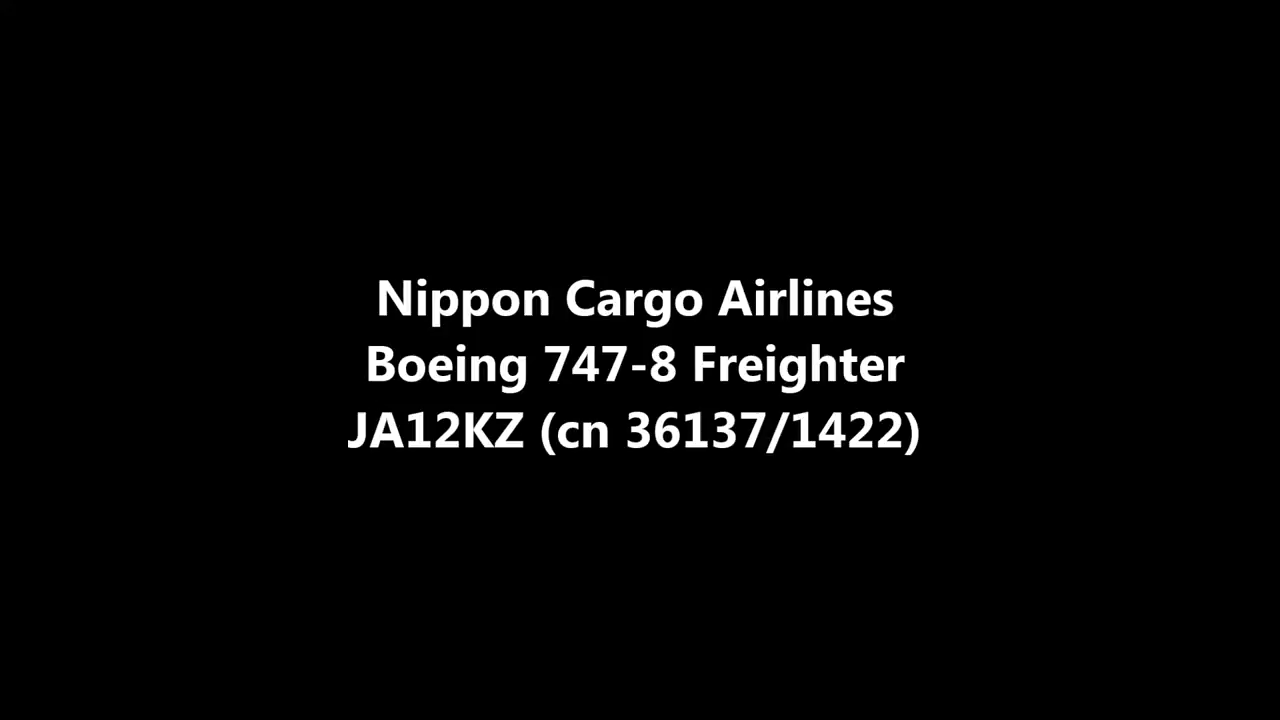 Nippon Cargo Airlines
Boeing 747-8 Freighter
JA12KZ (cn 36137/1422)